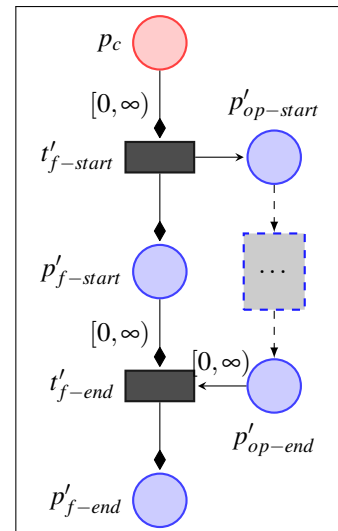 p_c
[0, ∞)
p′_{op−start}
t′_{f−start}
p′_{f−start}
...
[0, ∞)
[0, ∞)
t′_{f−end}
p′_{op−end}
p′_{f−end}